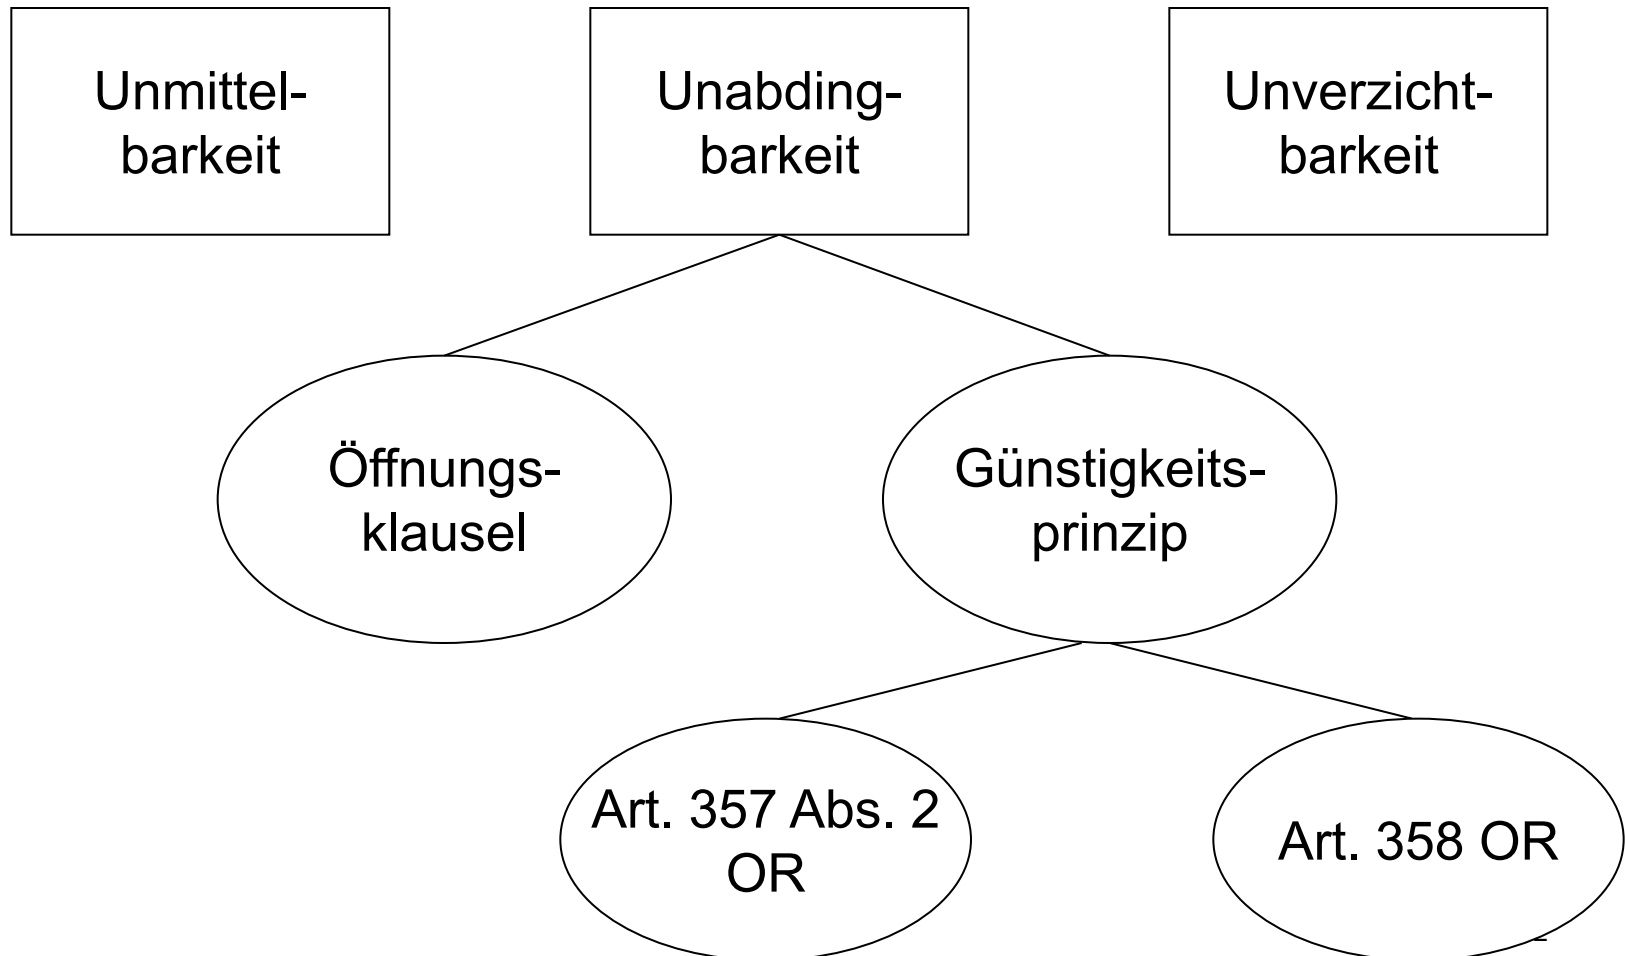 Unmittel-
barkeit
Unabding-
barkeit
Unverzicht-
barkeit
Öffnungs-
klausel
Günstigkeits-
prinzip
Art. 357 Abs. 2
OR
Art. 358 OR